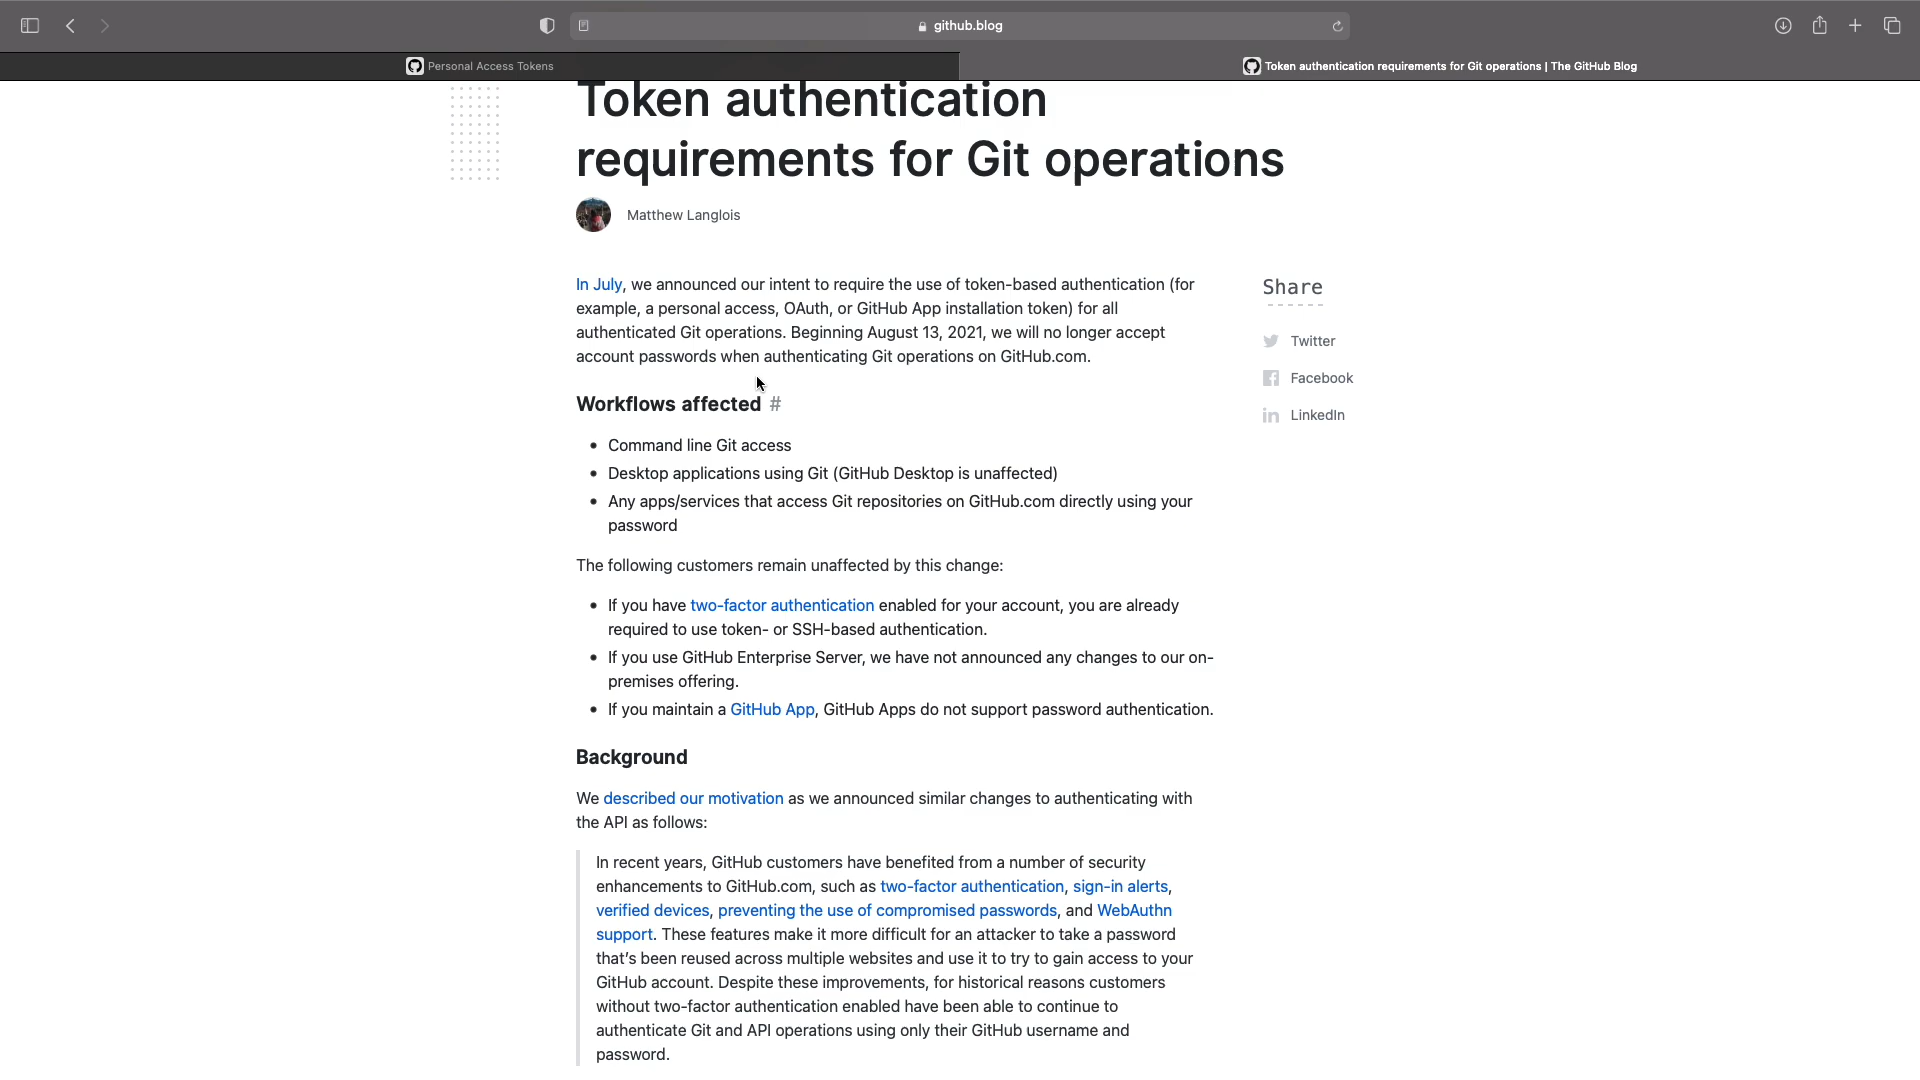 github.blog
Personal Access Tokens
Token authentication requirements for Git operations | The GitHub Blog
Token authentication
requirements for Git operations
Matthew Langlois
In July, we announced our intent to require the use of token-based authentication (for
example, a personal access, OAuth, or GitHub App installation token) for all
authenticated Git operations. Beginning August 13, 2021, we will no longer accept
account passwords when authenticating Git operations on GitHub.com.
Share
Twitter
Facebook
LinkedIn
Workflows affected #
• Command line Git access
• Desktop applications using Git (GitHub Desktop is unaffected)
• Any apps/services that access Git repositories on GitHub.com directly using your
password
The following customers remain unaffected by this change:
• If you have two-factor authentication enabled for your account, you are already
required to use token- or SSH-based authentication.
• If you use GitHub Enterprise Server, we have not announced any changes to our on-
premises offering.
• If you maintain a GitHub App, GitHub Apps do not support password authentication.
Background
We described our motivation as we announced similar changes to authenticating with
the API as follows:
In recent years, GitHub customers have benefited from a number of security
enhancements to GitHub.com, such as two-factor authentication, sign-in alerts,
verified devices, preventing the use of compromised passwords, and WebAuthn
support. These features make it more difficult for an attacker to take a password
that's been reused across multiple websites and use it to try to gain access to your
GitHub account. Despite these improvements, for historical reasons customers
without two-factor authentication enabled have been able to continue to
authenticate Git and API operations using only their GitHub username and
password.